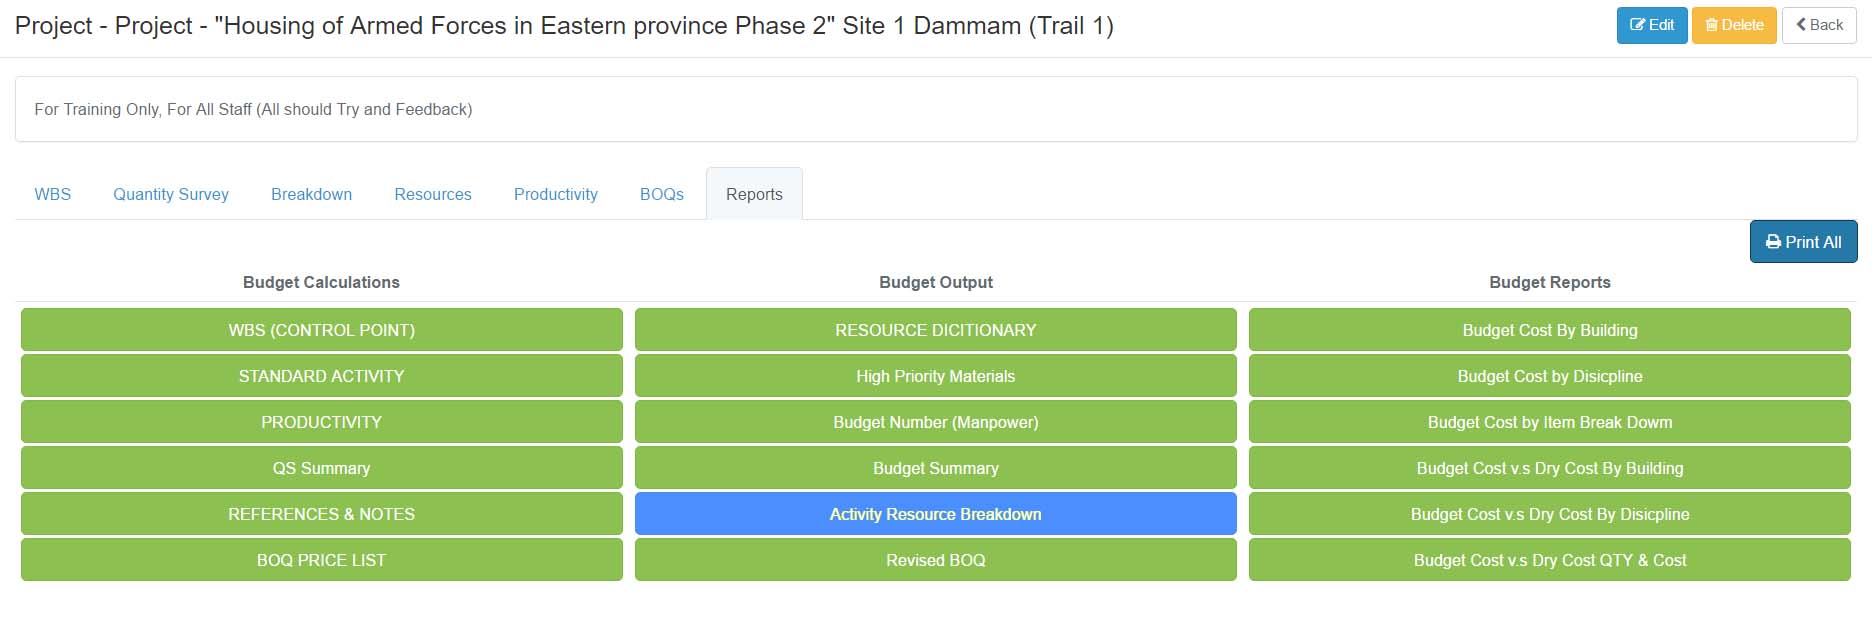 Project - Project - "Housing of Armed Forces in Eastern province Phase 2" Site 1 Dammam (Trail 1)
Edit
Delete
Back
For Training Only, For All Staff (All should Try and Feedback)
WBS
Quantity Survey
Breakdown
Resources
Productivity
BOQs
Reports
Print All
Budget Calculations
WBS (CONTROL POINT)
STANDARD ACTIVITY
PRODUCTIVITY
QS Summary
REFERENCES & NOTES
BOQ PRICE LIST
Budget Output
RESOURCE DICITIONARY
High Priority Materials
Budget Number (Manpower)
Budget Summary
Activity Resource Breakdown
Revised BOQ
Budget Reports
Budget Cost By Building
Budget Cost by Disicpline
Budget Cost by Item Break Dowm
Budget Cost v.s Dry Cost By Building
Budget Cost v.s Dry Cost By Disicpline
Budget Cost v.s Dry Cost QTY & Cost